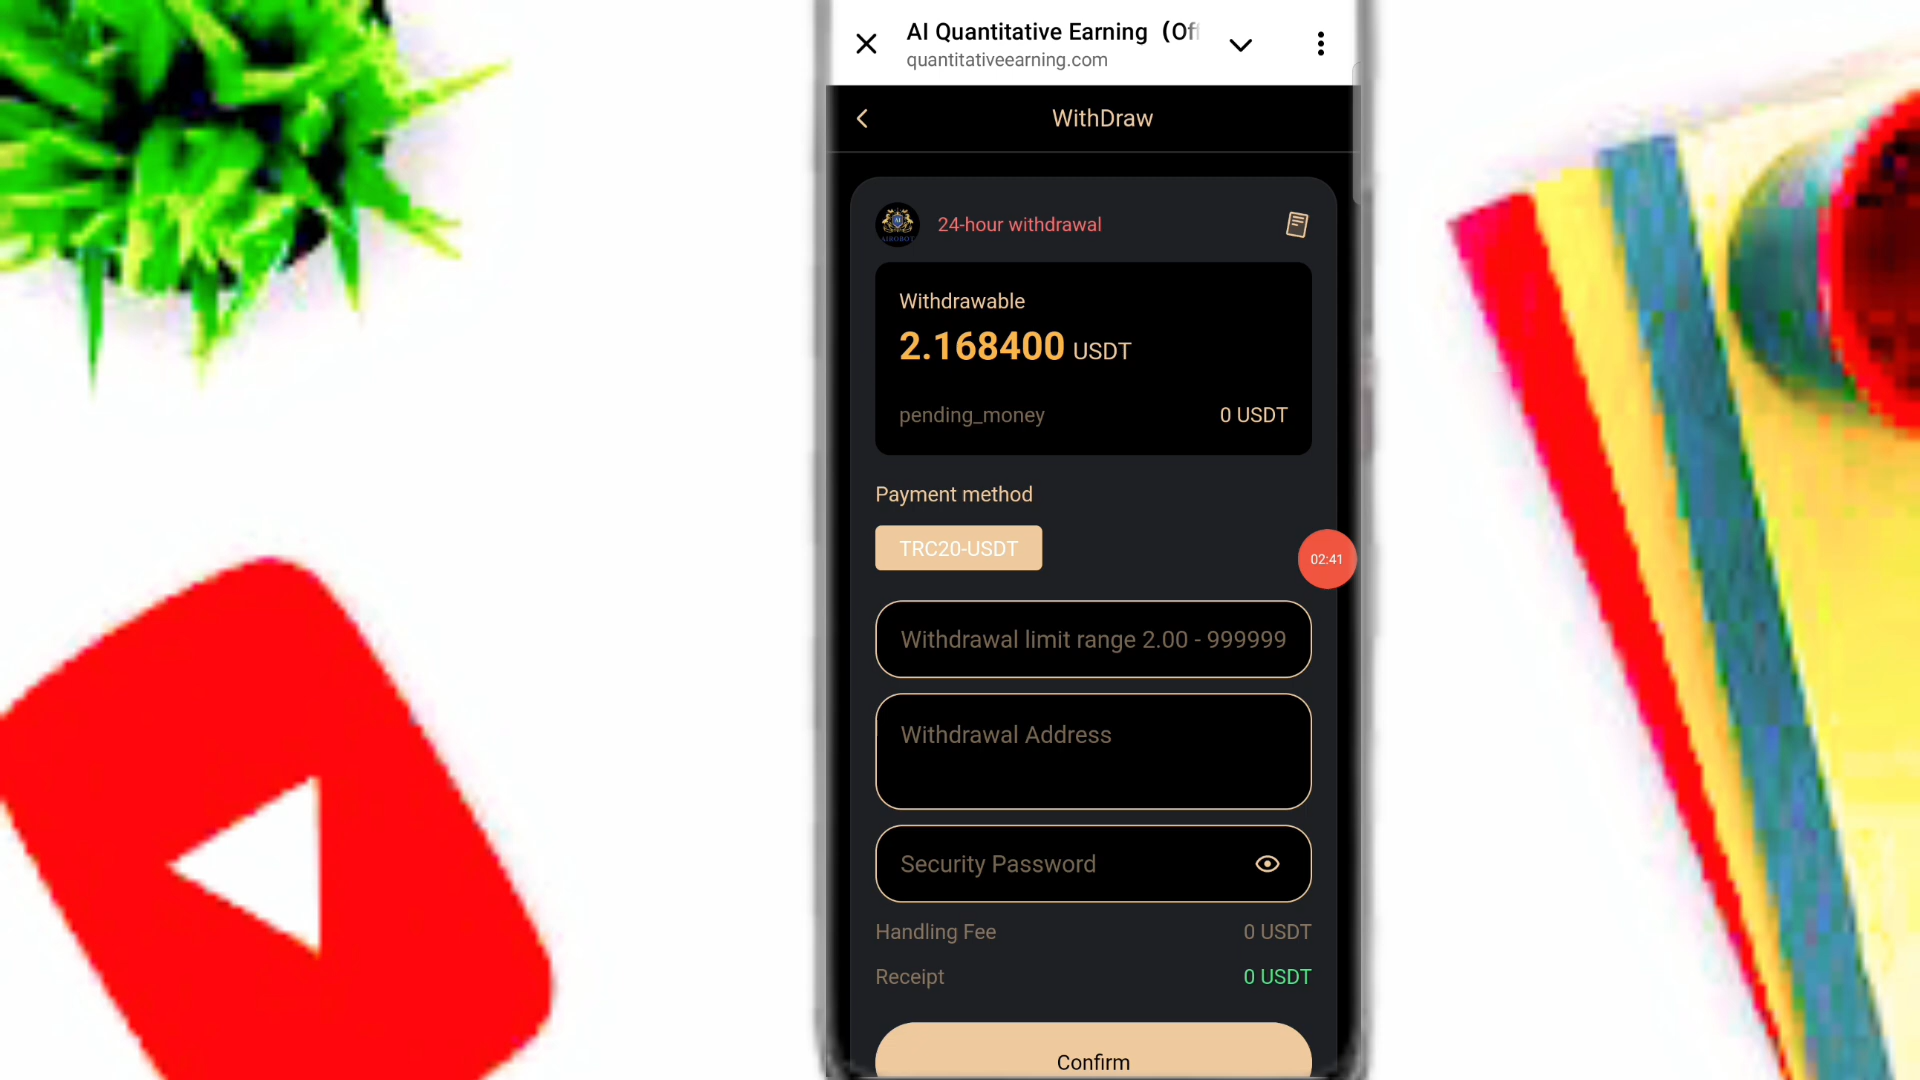 AI Quantitative Earning (Of
quantitativeearning.com
WithDraw
24-hour withdrawal
Withdrawable
2.168400 USDT
pending_money 0 USDT
Payment method
TRC20-USDT
02:41
Withdrawal limit range 2.00 - 999999
Withdrawal Address
Security Password
Handling Fee 0 USDT
Receipt 0 USDT
Confirm